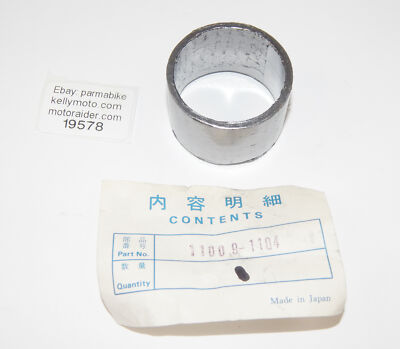 Ebay: parmabike
kellymoto.com
motoraider.com
19578
内容明細
CONTENTS
部品番号
Part No.
11009-1104
数量
Quantity
Made in Japan